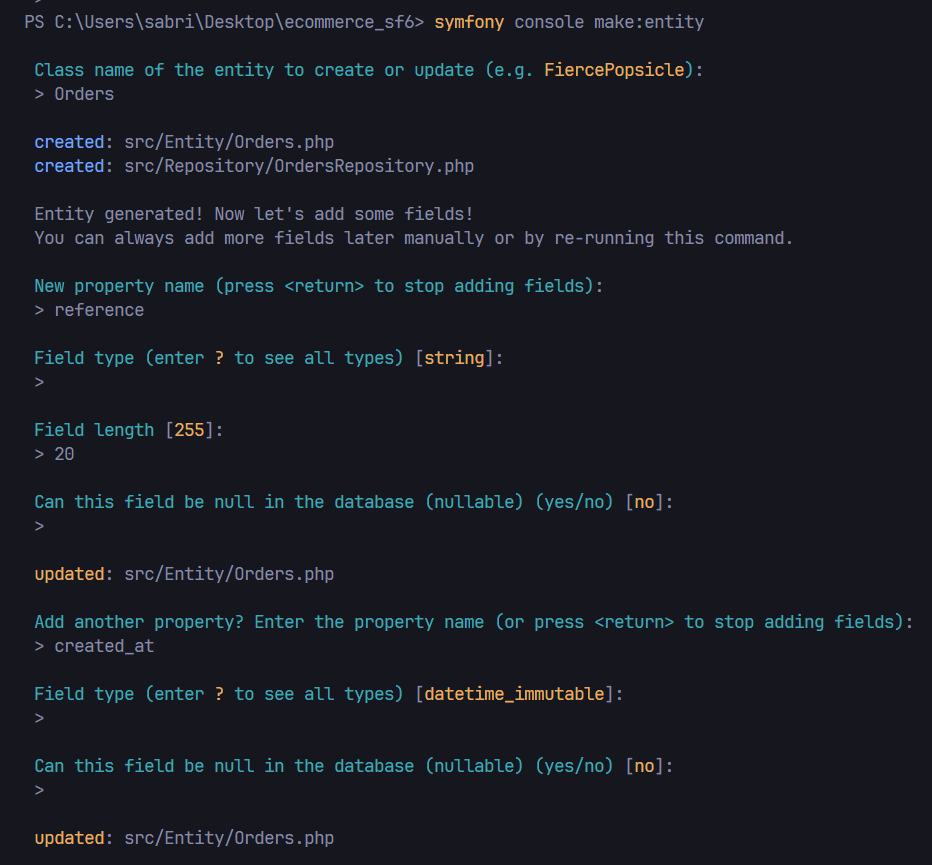 PS C:\Users\sabri\Desktop\ecommerce_sf6> symfony console make:entity
Class name of the entity to create or update (e.g. FiercePopsicle):
> Orders
created: src/Entity/Orders.php
created: src/Repository/OrdersRepository.php
Entity generated! Now let's add some fields!
You can always add more fields later manually or by re-running this command.
New property name (press <return> to stop adding fields):
> reference
Field type (enter ? to see all types) [string]:
>
Field length [255]:
> 20
Can this field be null in the database (nullable) (yes/no) [no]:
>
updated: src/Entity/Orders.php
Add another property? Enter the property name (or press <return> to stop adding fields):
> created_at
Field type (enter ? to see all types) [datetime_immutable]:
>
Can this field be null in the database (nullable) (yes/no) [no]:
>
updated: src/Entity/Orders.php